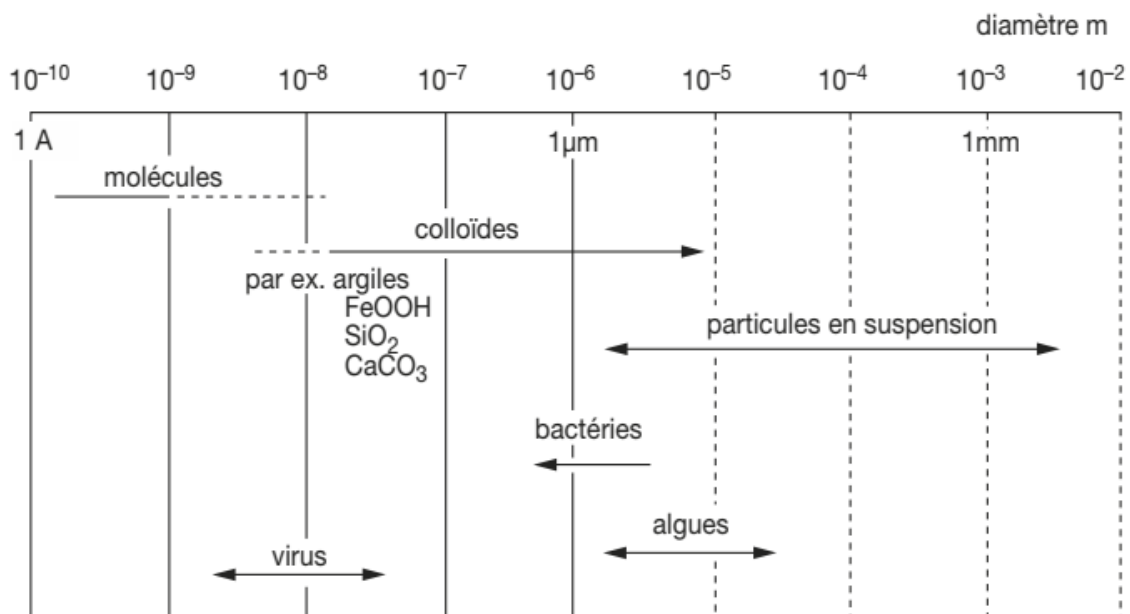 diamètre m
10⁻¹⁰ 10⁻⁹ 10⁻⁸ 10⁻⁷ 10⁻⁶ 10⁻⁵ 10⁻⁴ 10⁻³ 10⁻²
1 A 1µm 1mm
molécules
colloïdes
par ex. argiles
FeOOH
SiO₂
CaCO₃
particules en suspension
bactéries
algues
virus